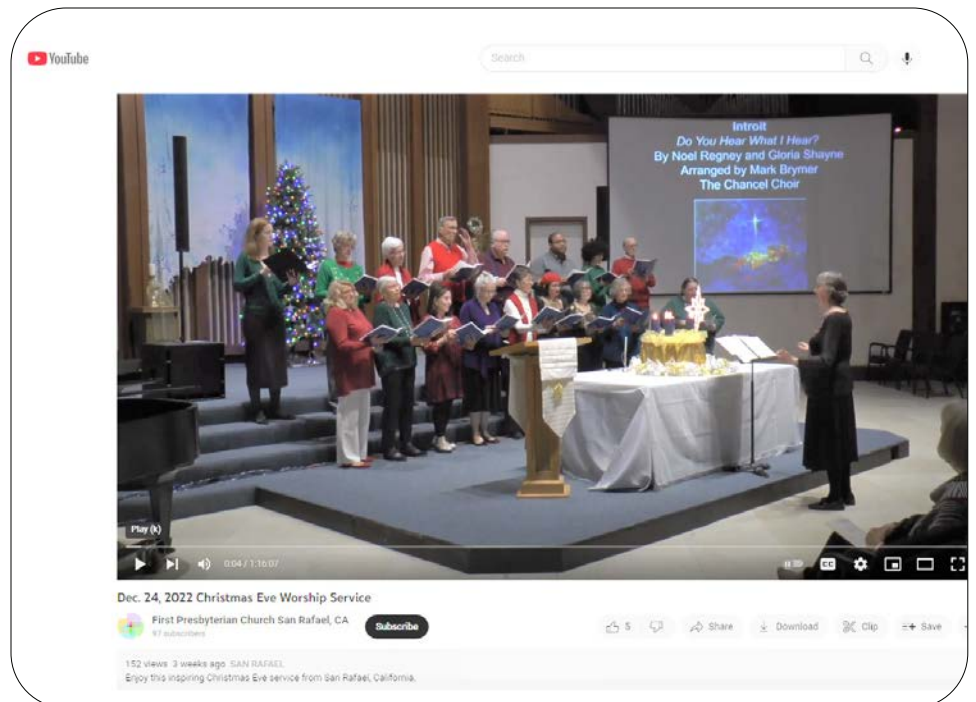 YouTube
Search
Introit
Do You Hear What I Hear?
By Noel Regney and Gloria Shayne
Arranged by Mark Brymer
The Chancel Choir
Play (k)
0:04 / 1:16:07
CC
Dec. 24, 2022 Christmas Eve Worship Service
First Presbyterian Church San Rafael, CA
97 subscribers
Subscribe
5
Share
Download
Clip
Save
152 views 3 weeks ago SAN RAFAEL
Enjoy this inspiring Christmas Eve service from San Rafael, California.